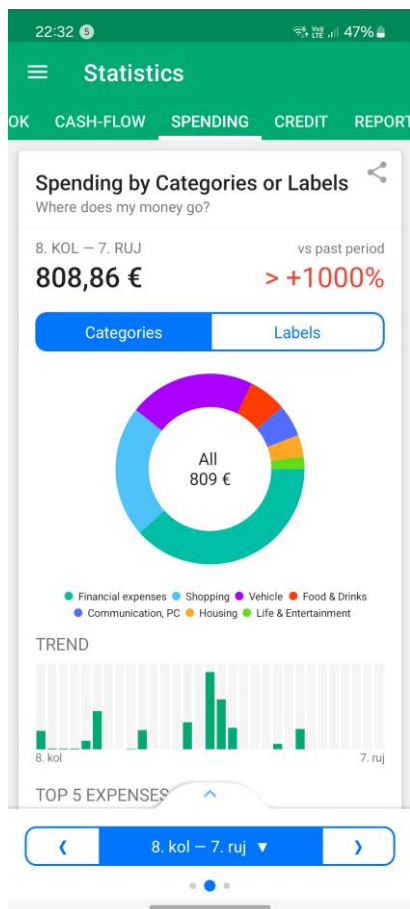 22:32 5 Vo) LTE 47%
Statistics
OK CASH-FLOW SPENDING CREDIT REPORT
Spending by Categories or Labels
Where does my money go?
8. KOL — 7. RUJ vs past period
808,86 € > +1000%
Categories Labels
All
809 €
Financial expenses Shopping Vehicle Food & Drinks
Communication, PC Housing Life & Entertainment
TREND
8. kol 7. ruj
TOP 5 EXPENSES
8. kol — 7. ruj